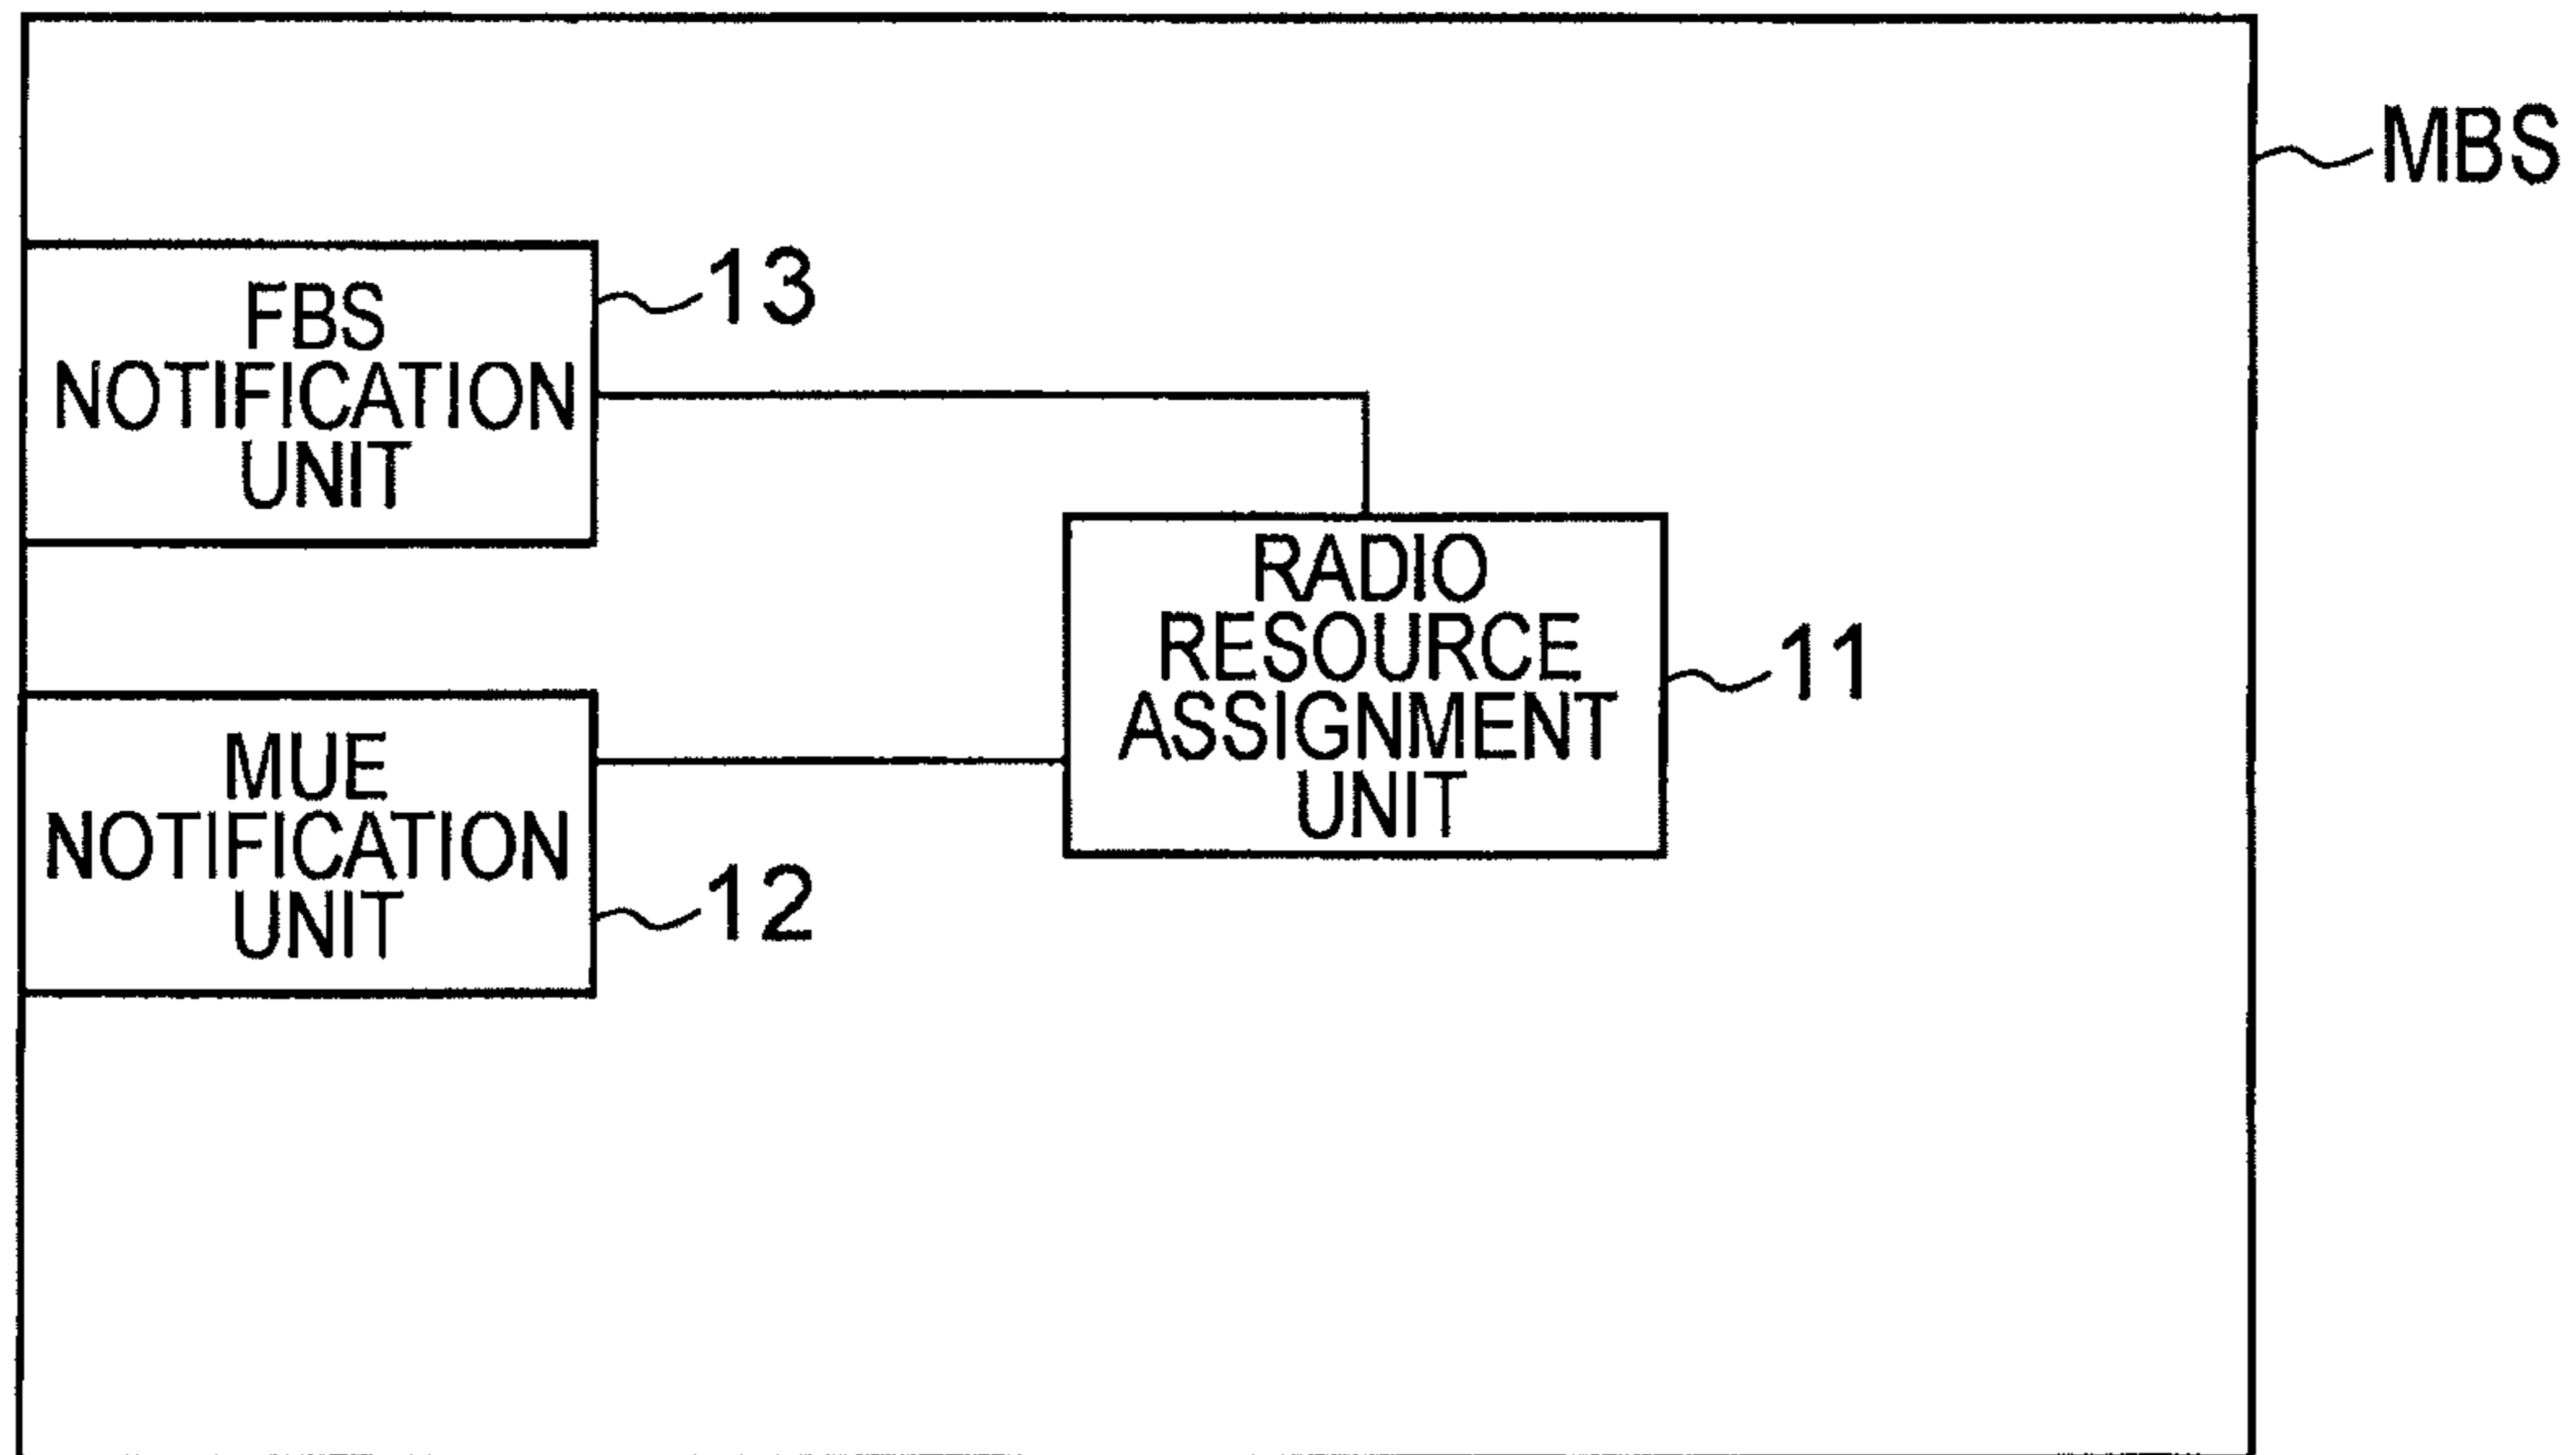 MBS
FBS
NOTIFICATION
UNIT
13
RADIO
RESOURCE
ASSIGNMENT
UNIT
11
MUE
NOTIFICATION
UNIT
12